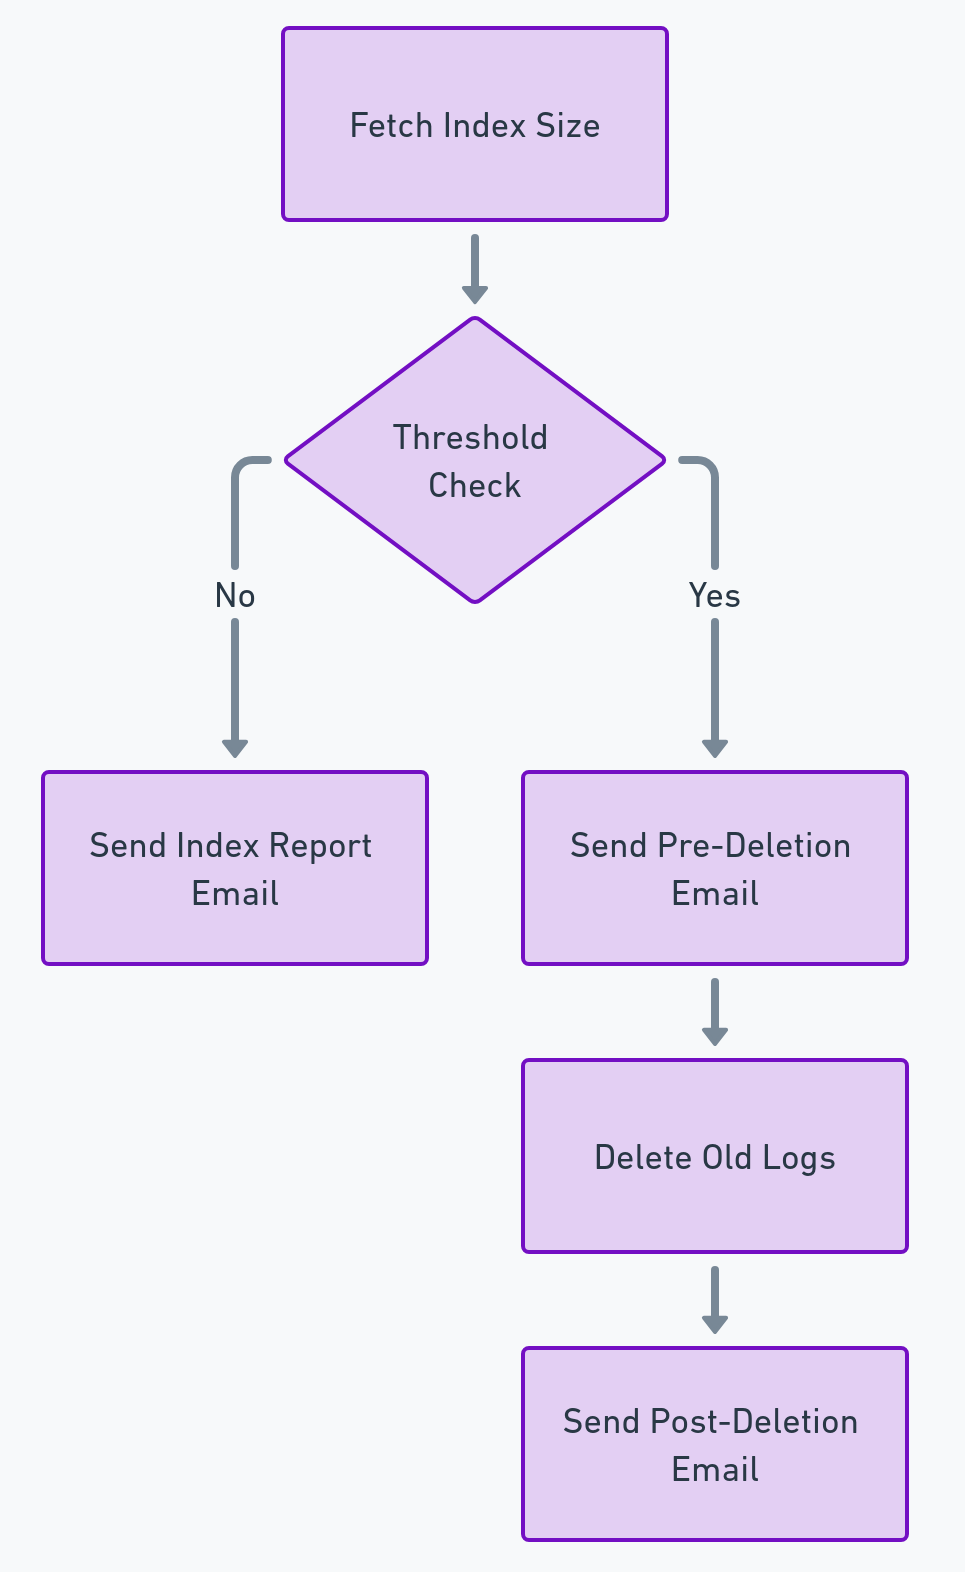 Fetch Index Size
Threshold
Check
No
Yes
Send Index Report
Email
Send Pre-Deletion
Email
Delete Old Logs
Send Post-Deletion
Email